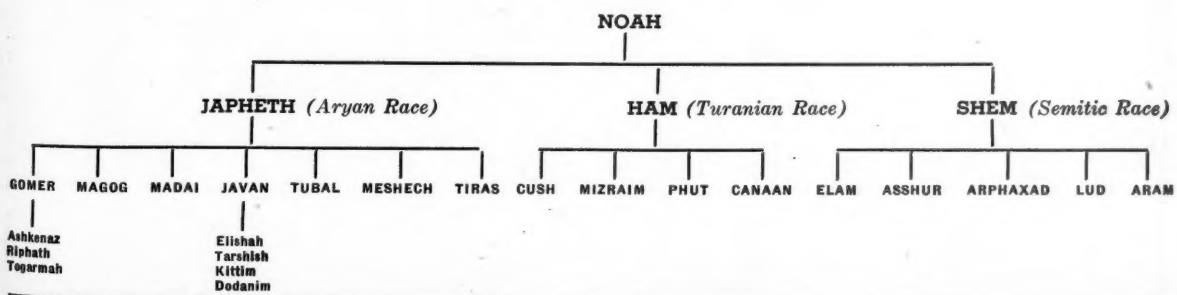 NOAH
JAPHETH (Aryan Race) HAM (Turanian Race) SHEM (Semitic Race)
GOMER MAGOG MADAI JAVAN TUBAL MESHECH TIRAS CUSH MIZRAIM PHUT CANAAN ELAM ASSHUR ARPHAXAD LUD ARAM
Ashkenaz Elishah
Riphath Tarshish
Togarmah Kittim
Dodanim